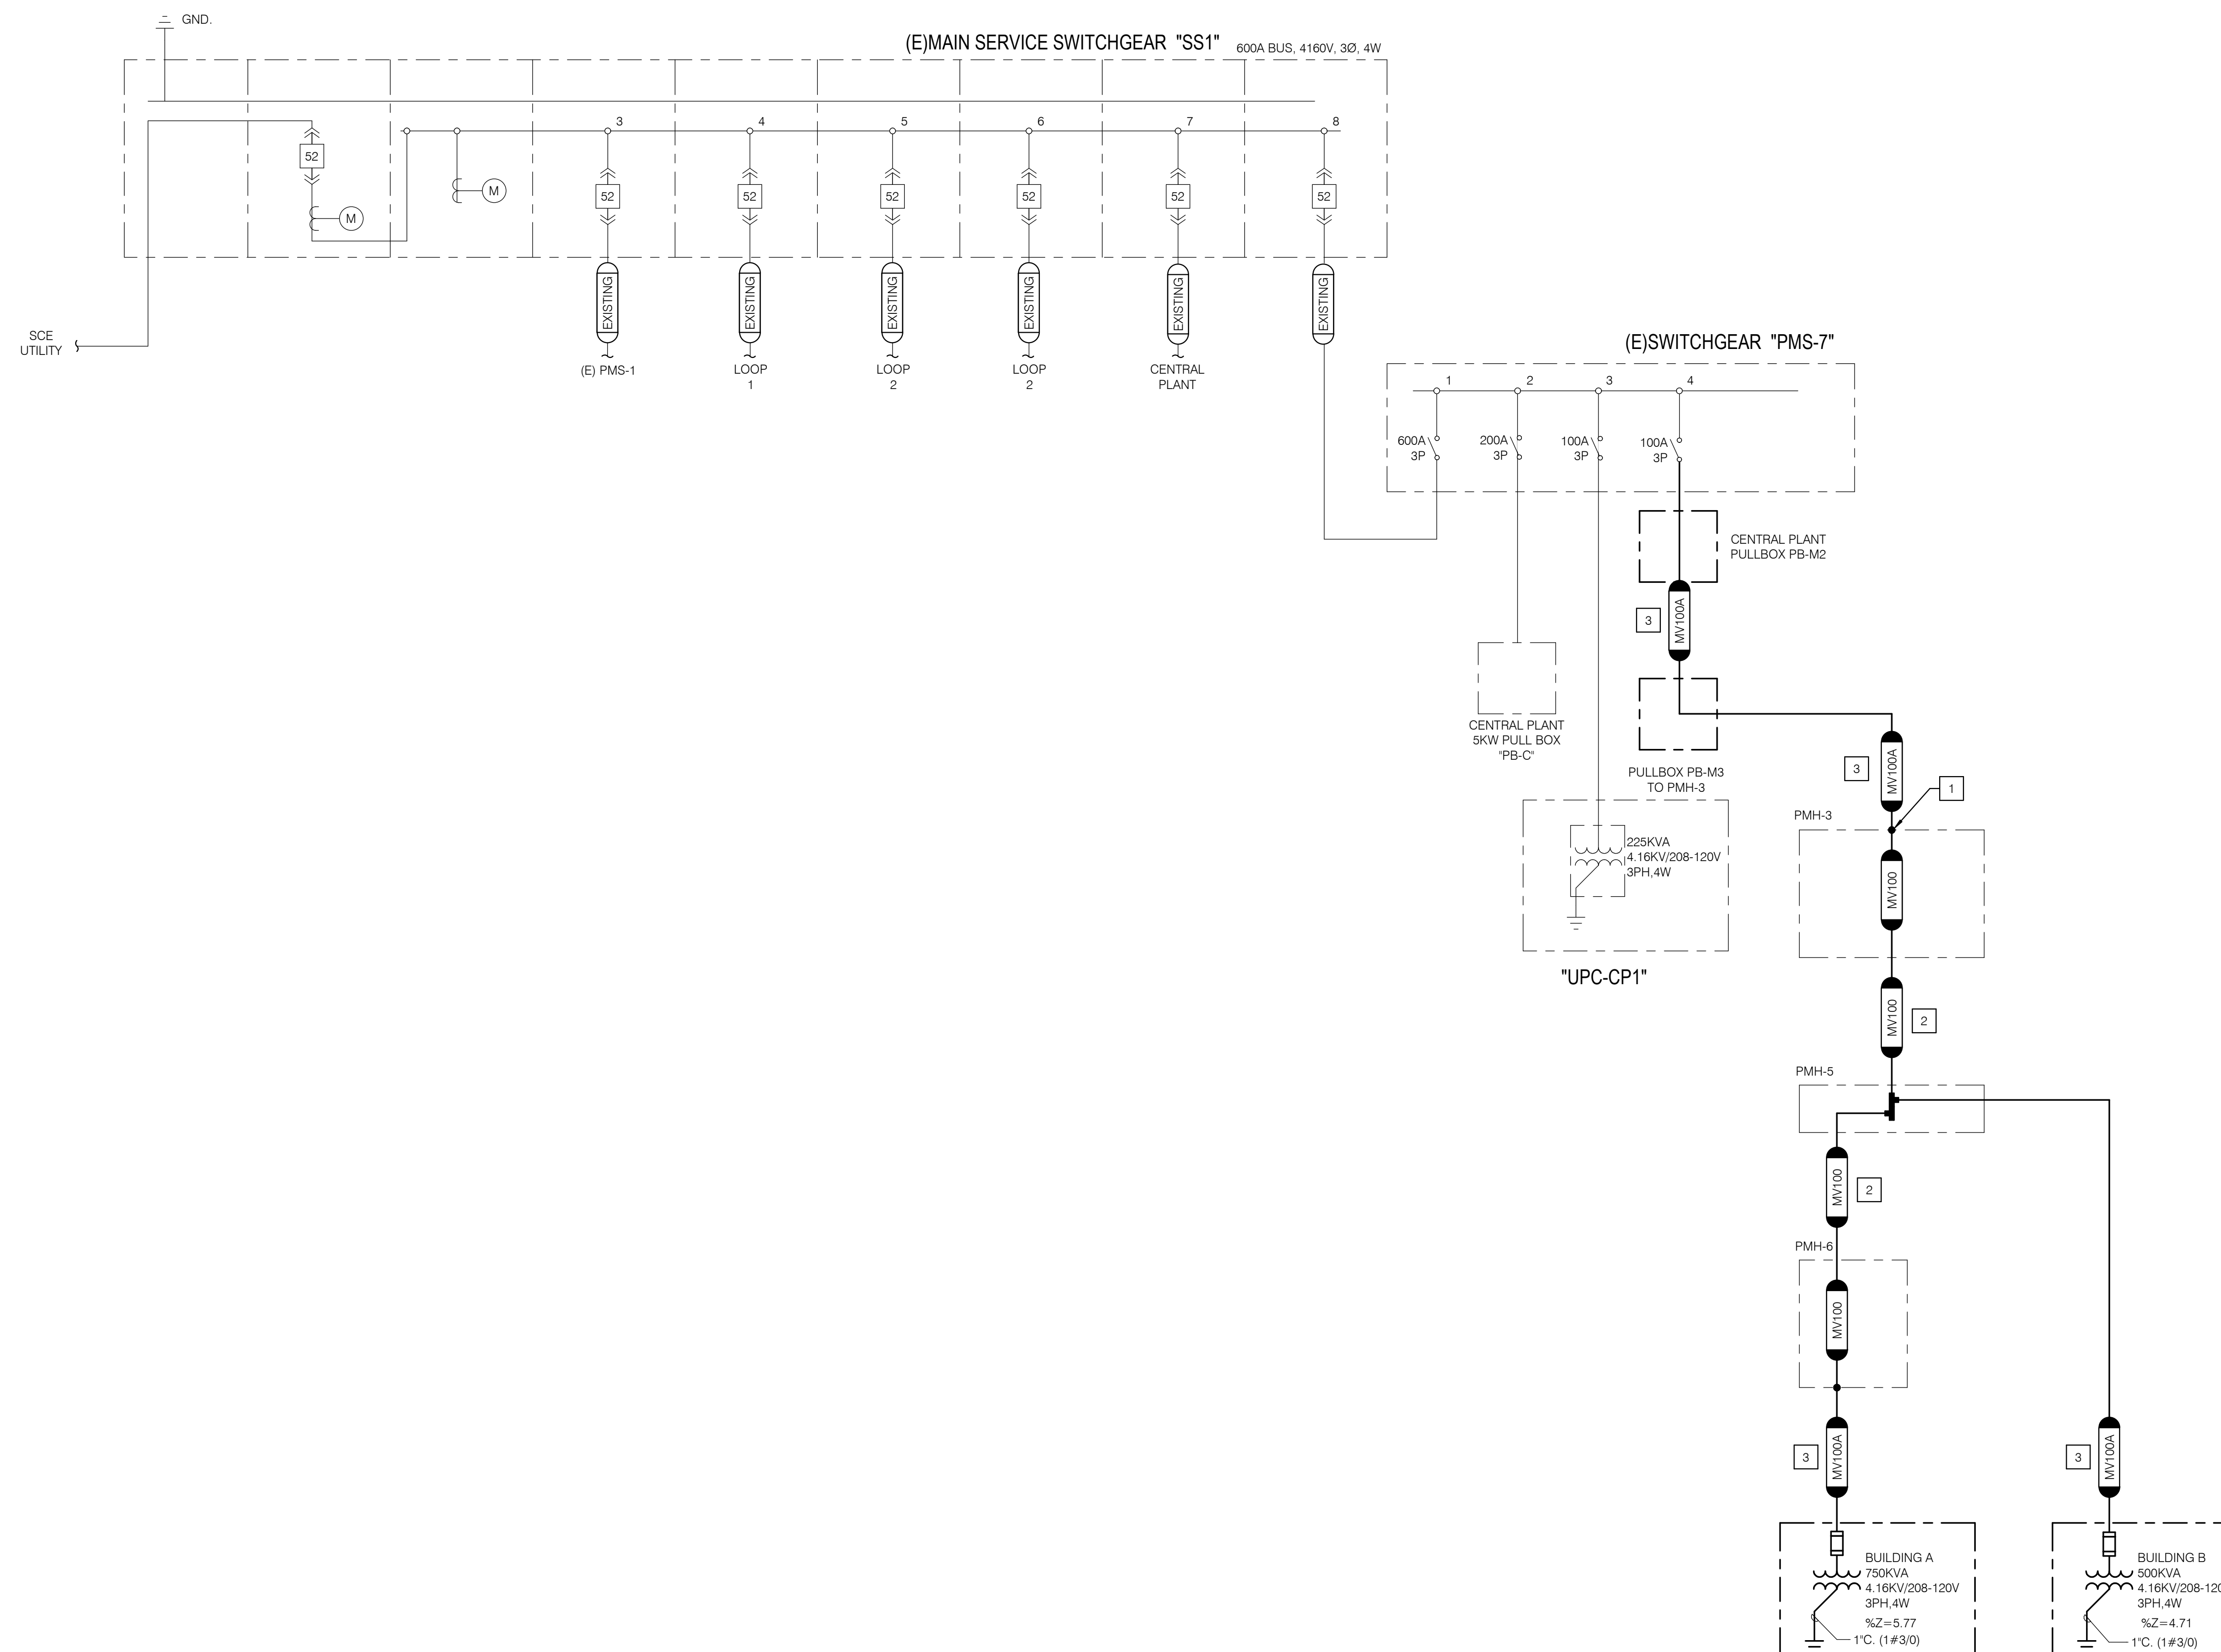 GND.
(E)MAIN SERVICE SWITCHGEAR "SS1"
600A BUS, 4160V, 3Ø, 4W
3
4
5
6
7
8
52
M
M
52
52
52
52
52
52
SCE
UTILITY
EXISTING
EXISTING
EXISTING
EXISTING
EXISTING
EXISTING
(E) PMS-1
LOOP
1
LOOP
2
LOOP
2
CENTRAL
PLANT
(E)SWITCHGEAR "PMS-7"
1
2
3
4
600A
3P
200A
3P
100A
3P
100A
3P
CENTRAL PLANT
PULLBOX PB-M2
3
MV100A
CENTRAL PLANT
5KW PULL BOX
"PB-C"
PULLBOX PB-M3
TO PMH-3
3
MV100A
1
PMH-3
225KVA
4.16KV/208-120V
3PH,4W
MV100
"UPC-CP1"
MV100
2
PMH-5
MV100
2
PMH-6
MV100
3
MV100A
3
MV100A
BUILDING A
750KVA
4.16KV/208-120V
3PH,4W
%Z=5.77
1"C. (1#3/0)
BUILDING B
500KVA
4.16KV/208-120
3PH,4W
%Z=4.71
1"C. (1#3/0)